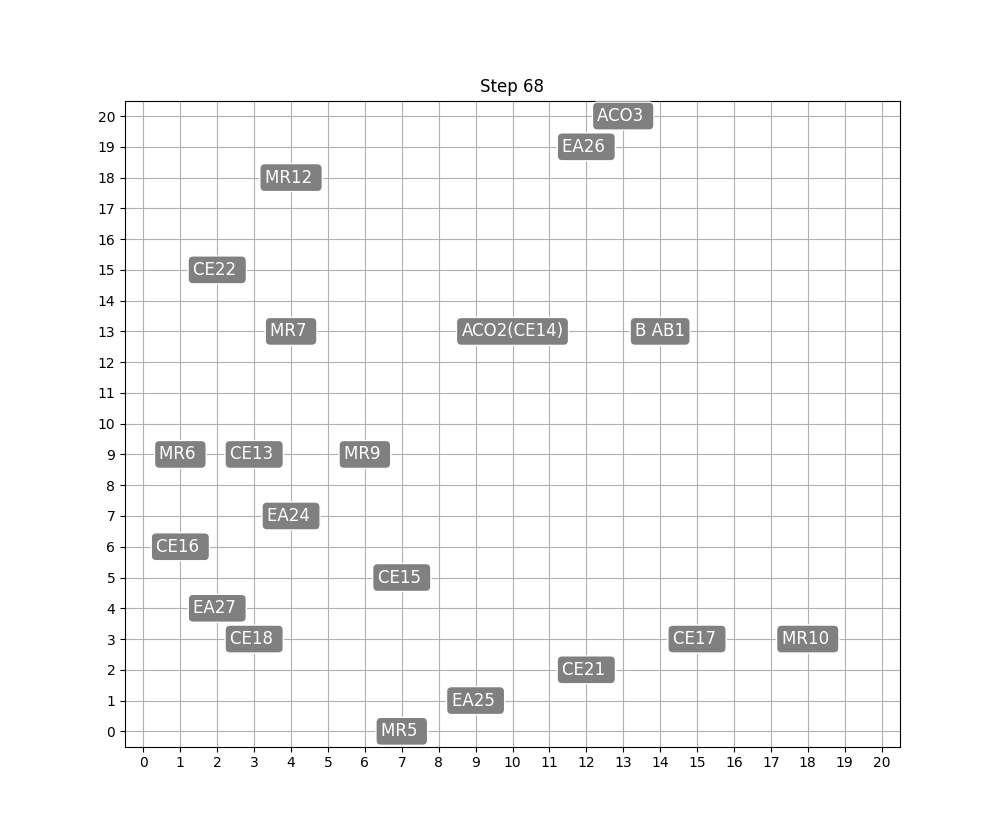 Step 68
20
ACO3
19
EA26
18
MR12
17
16
15
CE22
14
13
MR7
ACO2(CE14)
B AB1
12
11
10
9
MR6
CE13
MR9
8
7
EA24
6
CE16
5
CE15
4
EA27
3
CE18
CE17
MR10
2
CE21
1
EA25
0
MR5
0 1 2 3 4 5 6 7 8 9 10 11 12 13 14 15 16 17 18 19 20